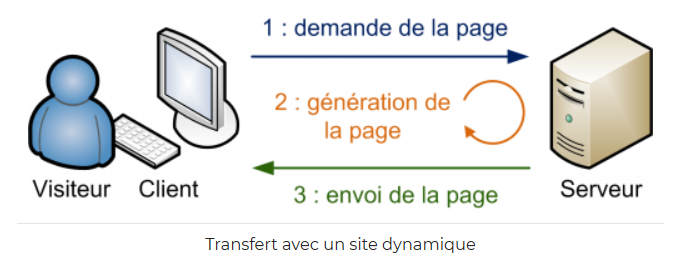 1 : demande de la page
2 : génération de
la page
3 : envoi de la page
Visiteur
Client
Serveur
Transfert avec un site dynamique